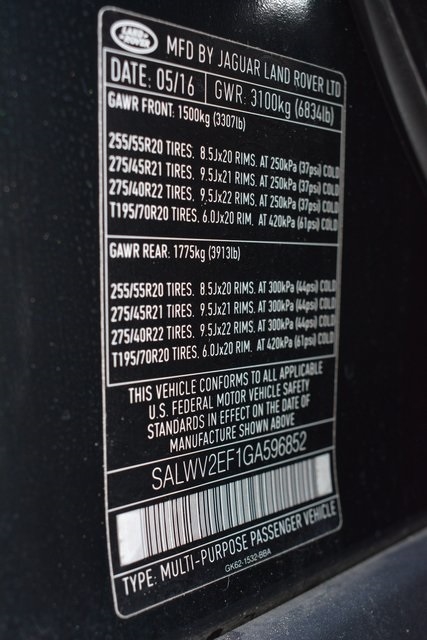 LAND ROVER
MFD BY JAGUAR LAND ROVER LTD
DATE: 05/16 GWR: 3100kg (6834lb)
GAWR FRONT: 1500kg (3307lb)
255/55R20 TIRES, 8.5Jx20 RIMS, AT 250kPa (37psi) COLD
275/45R21 TIRES, 9.5Jx21 RIMS, AT 250kPa (37psi) COLD
275/40R22 TIRES, 9.5Jx22 RIMS, AT 250kPa (37psi) COLD
T195/70R20 TIRES, 6.0Jx20 RIM, AT 420kPa (61psi) COLD
GAWR REAR: 1775kg (3913lb)
255/55R20 TIRES, 8.5Jx20 RIMS, AT 300kPa (44psi) COLD
275/45R21 TIRES, 9.5Jx21 RIMS, AT 300kPa (44psi) COLD
275/40R22 TIRES, 9.5Jx22 RIMS, AT 300kPa (44psi) COLD
T195/70R20 TIRES, 6.0Jx20 RIM, AT 420kPa (61psi) COLD
THIS VEHICLE CONFORMS TO ALL APPLICABLE
U.S. FEDERAL MOTOR VEHICLE SAFETY
STANDARDS IN EFFECT ON THE DATE OF
MANUFACTURE SHOWN ABOVE
SALWV2EF1GA596852
TYPE: MULTI-PURPOSE PASSENGER VEHICLE
GK62-1532-BBA